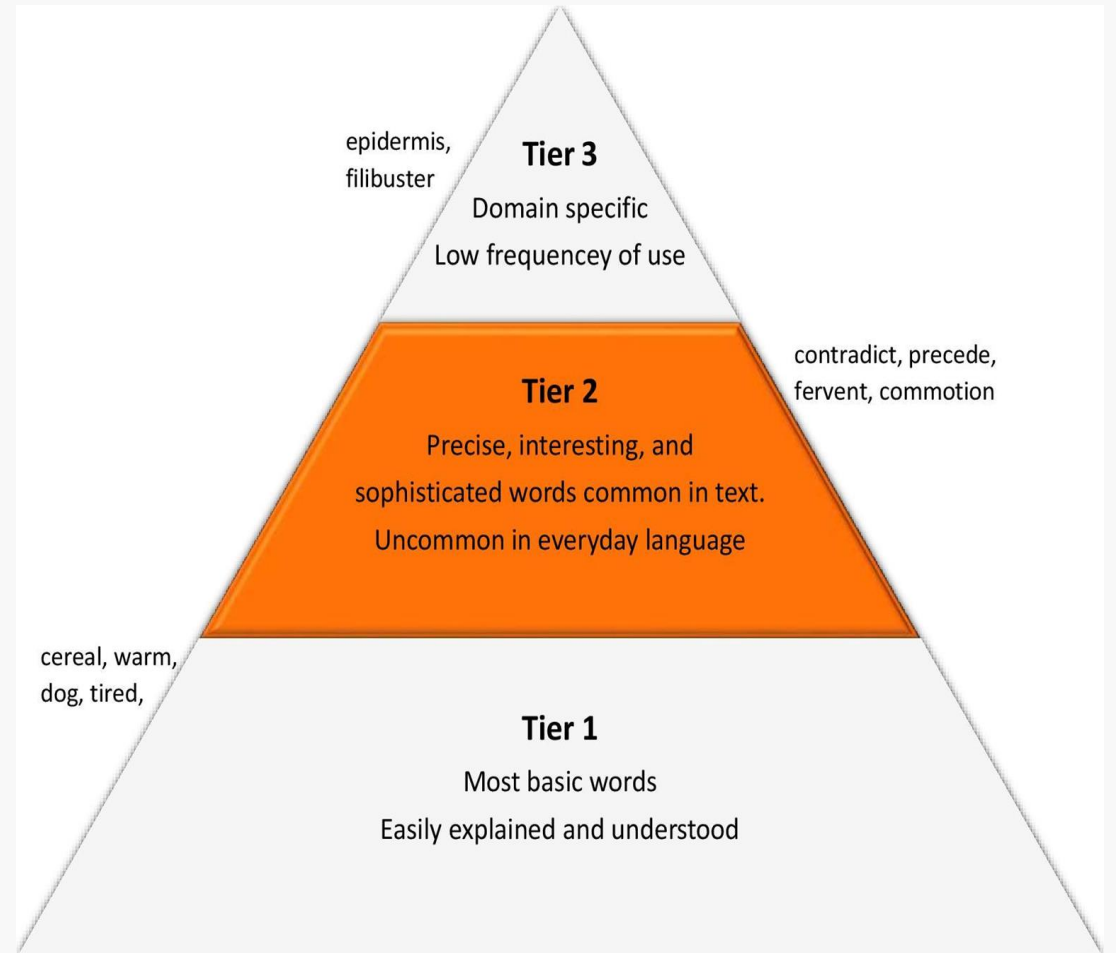 epidermis,
filibuster
Tier 3
Domain specific
Low frequencey of use
contradict, precede,
fervent, commotion
Tier 2
Precise, interesting, and
sophisticated words common in text.
Uncommon in everyday language
cereal, warm,
dog, tired,
Tier 1
Most basic words
Easily explained and understood